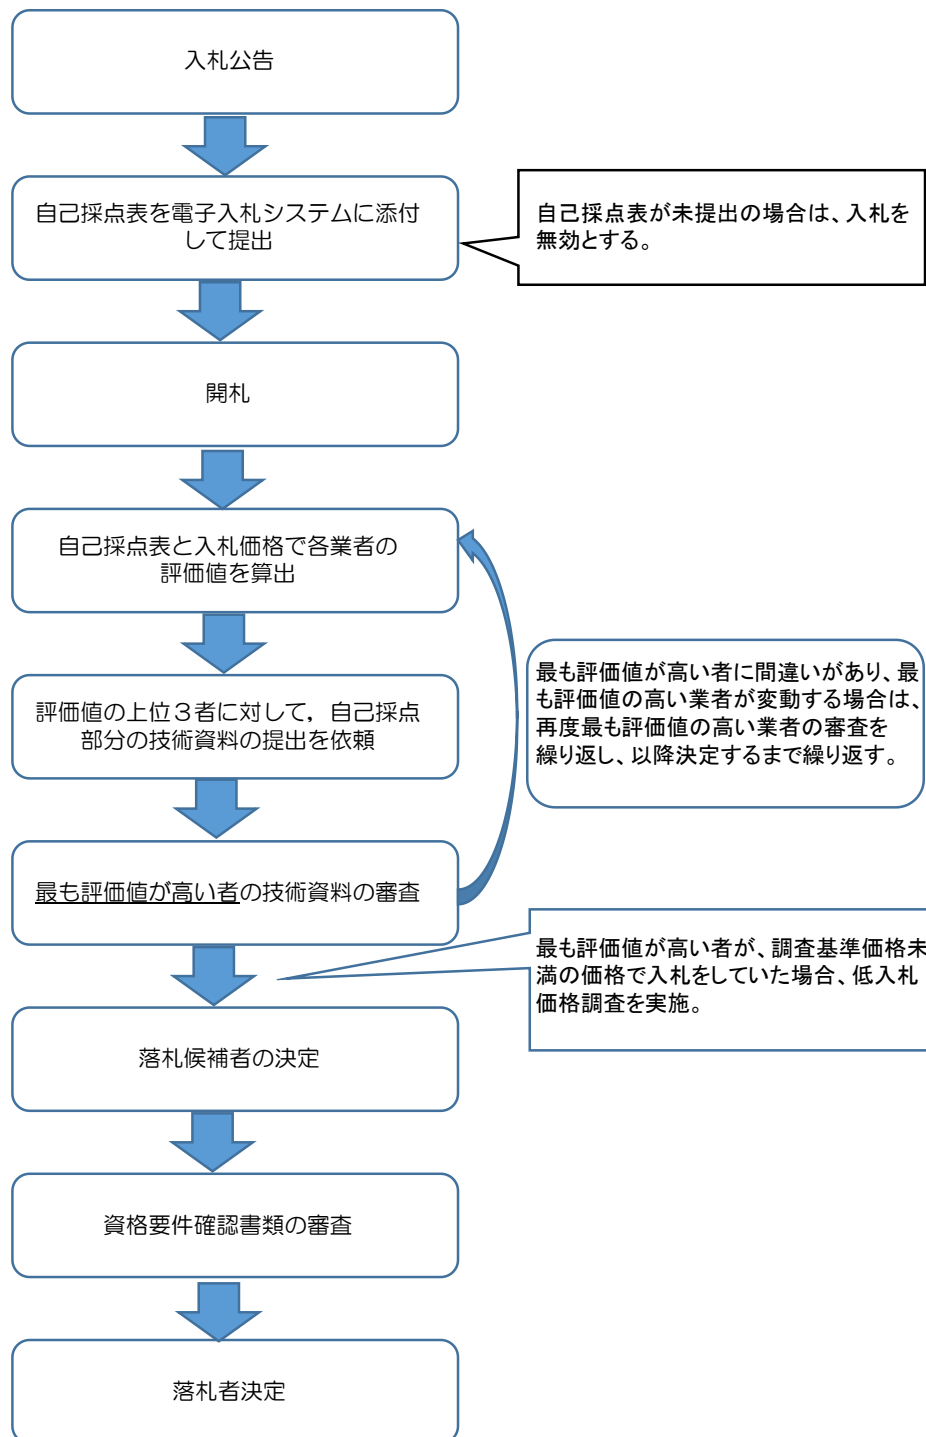 入札公告
自己採点表を電子入札システムに添付
して提出
自己採点表が未提出の場合は、入札を
無効とする。
開札
自己採点表と入札価格で各業者の
評価値を算出
評価値の上位３者に対して，自己採点
部分の技術資料の提出を依頼
最も評価値が高い者に間違いがあり、最
も評価値の高い業者が変動する場合は、
再度最も評価値の高い業者の審査を
繰り返し、以降決定するまで繰り返す。
最も評価値が高い者の技術資料の審査
最も評価値が高い者が、調査基準価格未
満の価格で入札をしていた場合、低入札
価格調査を実施。
落札候補者の決定
資格要件確認書類の審査
落札者決定